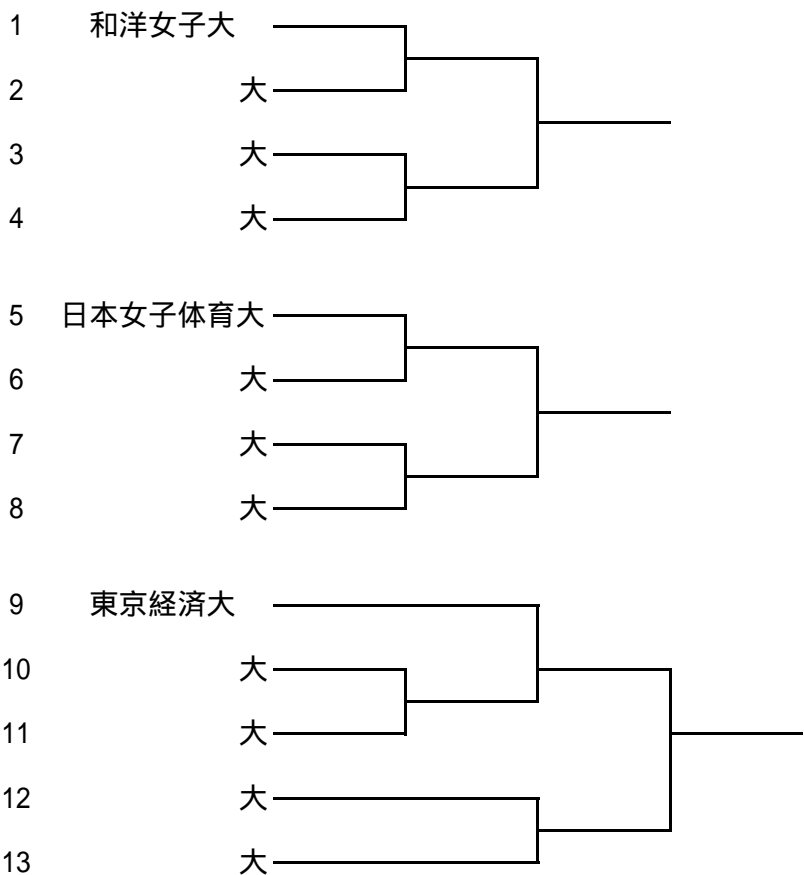 1 和洋女子大
2 大
3 大
4 大
5 日本女子体育大
6 大
7 大
8 大
9 東京経済大
10 大
11 大
12 大
13 大